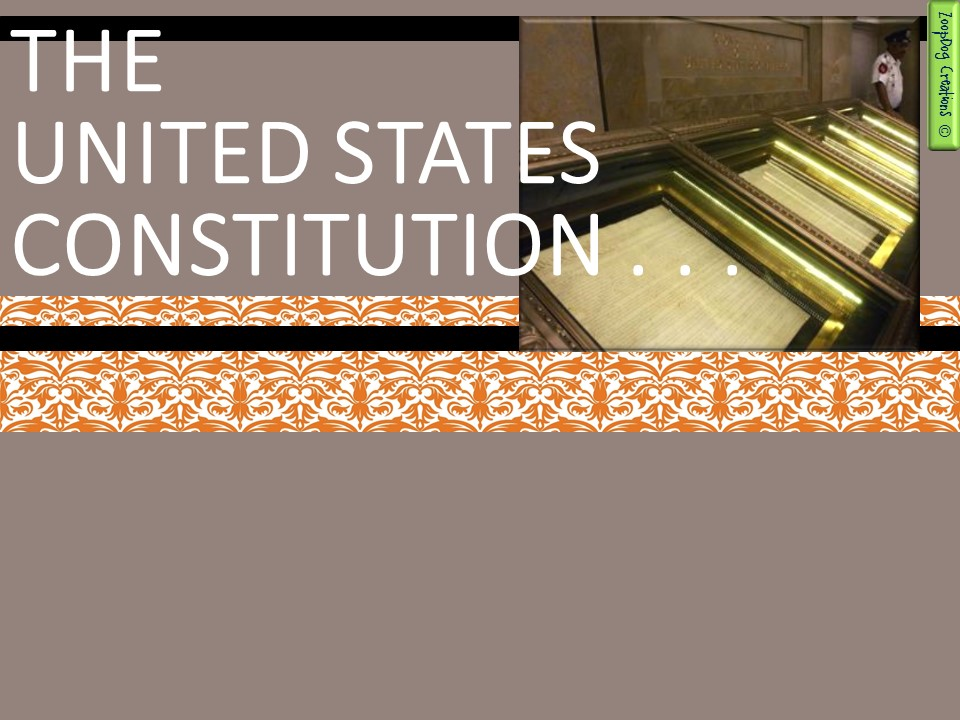 THE
UNITED STATES
CONSTITUTION . . .
ZoopDog Creations ©